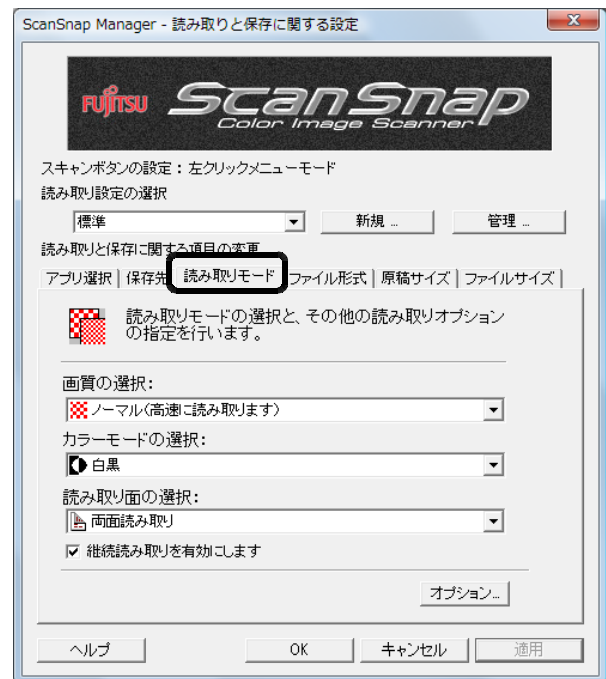 ScanSnap Manager - 読み取りと保存に関する設定
FUJITSU ScanSnap
Color Image Scanner
スキャンボタンの設定：左クリックメニューモード
読み取り設定の選択
標準 新規 ... 管理 ...
読み取りと保存に関する項目の変更
アプリ選択 保存先 読み取りモード ファイル形式 原稿サイズ ファイルサイズ
読み取りモードの選択と、その他の読み取りオプション
の指定を行います。
画質の選択：
ノーマル(高速に読み取ります)
カラーモードの選択：
白黒
読み取り面の選択：
両面読み取り
継続読み取りを有効にします
オプション...
ヘルプ OK キャンセル 適用